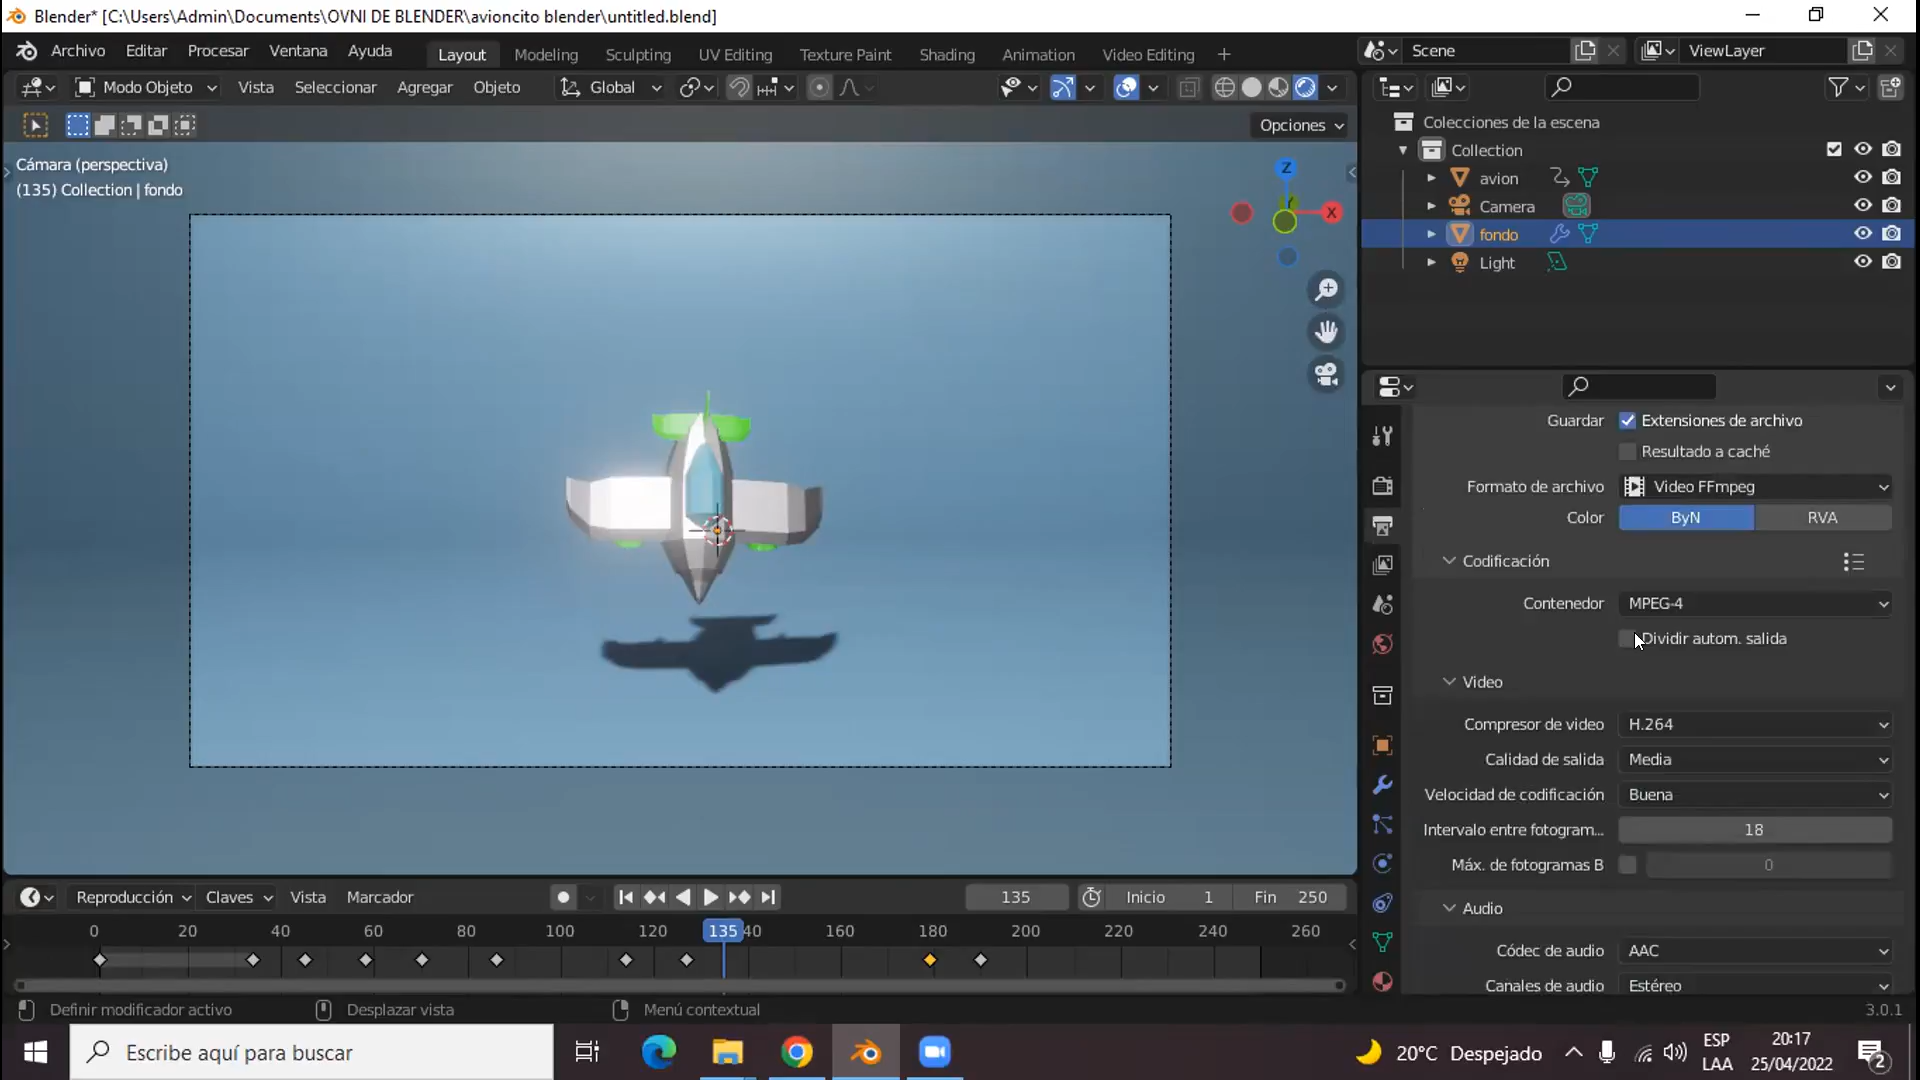 Blender* [C:\Users\Admin\Documents\OVNI DE BLENDER\avioncito blender\untitled.blend]
Archivo Editar Procesar Ventana Ayuda Layout Modeling Sculpting UV Editing Texture Paint Shading Animation Video Editing + Scene ViewLayer
Modo Objeto Vista Seleccionar Agregar Objeto Global
Opciones
Cámara (perspectiva)
(135) Collection | fondo
Z
X
Colecciones de la escena
Collection
avion
Camera
fondo
Light
Guardar Extensiones de archivo
Resultado a caché
Formato de archivo Video FFmpeg
Color ByN RVA
Codificación
Contenedor MPEG-4
Dividir autom. salida
Video
Compresor de video H.264
Calidad de salida Media
Velocidad de codificación Buena
Intervalo entre fotogram... 18
Máx. de fotogramas B 0
Audio
Códec de audio AAC
Canales de audio Estéreo
Reproducción Claves Vista Marcador 135 Inicio 1 Fin 250
0 20 40 60 80 100 120 135 40 160 180 200 220 240 260
Definir modificador activo Desplazar vista Menú contextual 3.0.1
Escribe aquí para buscar
20°C Despejado
ESP
LAA
20:17
25/04/2022
2